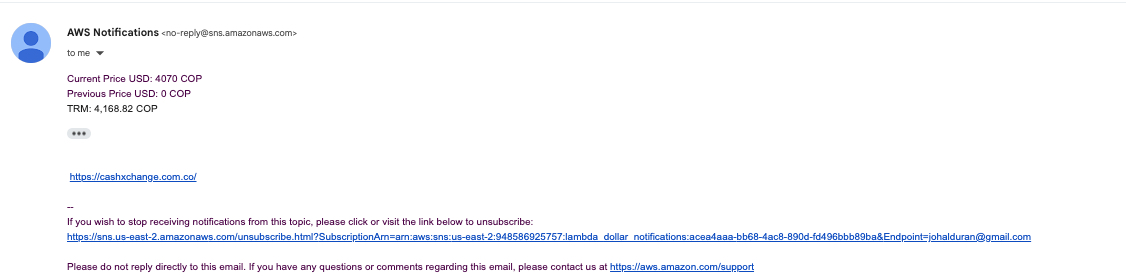 AWS Notifications <no-reply@sns.amazonaws.com>
to me
Current Price USD: 4070 COP
Previous Price USD: 0 COP
TRM: 4,168.82 COP
https://cashxchange.com.co/
--
If you wish to stop receiving notifications from this topic, please click or visit the link below to unsubscribe:
https://sns.us-east-2.amazonaws.com/unsubscribe.html?SubscriptionArn=arn:aws:sns:us-east-2:948586925757:lambda_dollar_notifications:acea4aaa-bb68-4ac8-890d-fd496bbb89ba&Endpoint=johalduran@gmail.com
Please do not reply directly to this email. If you have any questions or comments regarding this email, please contact us at https://aws.amazon.com/support